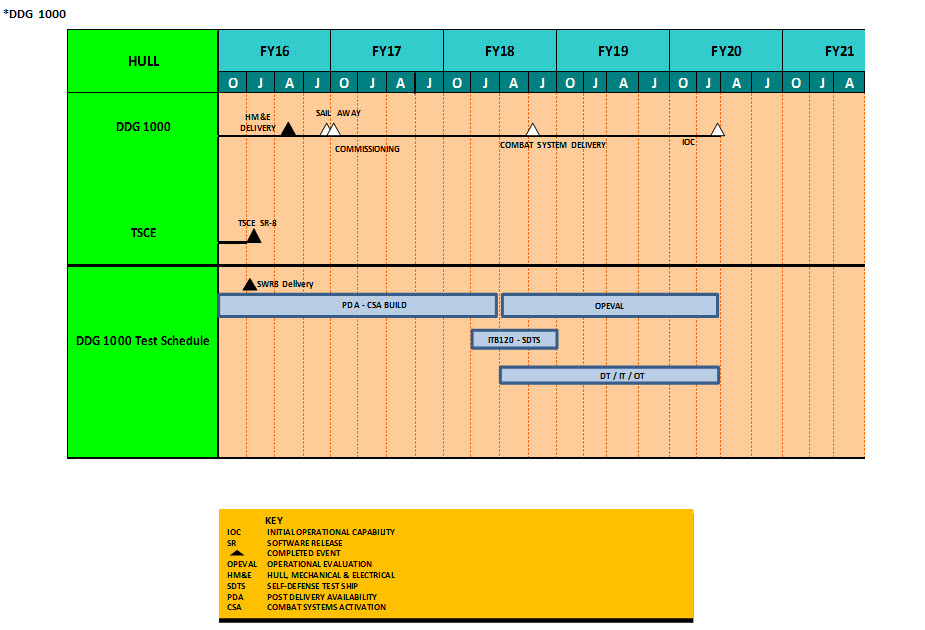 *DDG 1000
HULL
FY16 FY17 FY18 FY19 FY20 FY21
O J A J O J A J O J A J O J A J O J A J O J A
DDG 1000
HM&E
DELIVERY
SAIL AWAY
COMMISSIONING
COMBAT SYSTEM DELIVERY
IOC
TSCE
TSCE SR-8
SWR8 Delivery
PDA - CSA BUILD
OPEVAL
DDG 1000 Test Schedule
ITB120 - SDTS
DT / IT / OT
KEY
IOC INITIAL OPERATIONAL CAPABILITY
SR SOFTWARE RELEASE
COMPLETED EVENT
OPEVAL OPERATIONAL EVALUATION
HM&E HULL, MECHANICAL & ELECTRICAL
SDTS SELF-DEFENSE TEST SHIP
PDA POST DELIVERY AVAILABILITY
CSA COMBAT SYSTEMS ACTIVATION